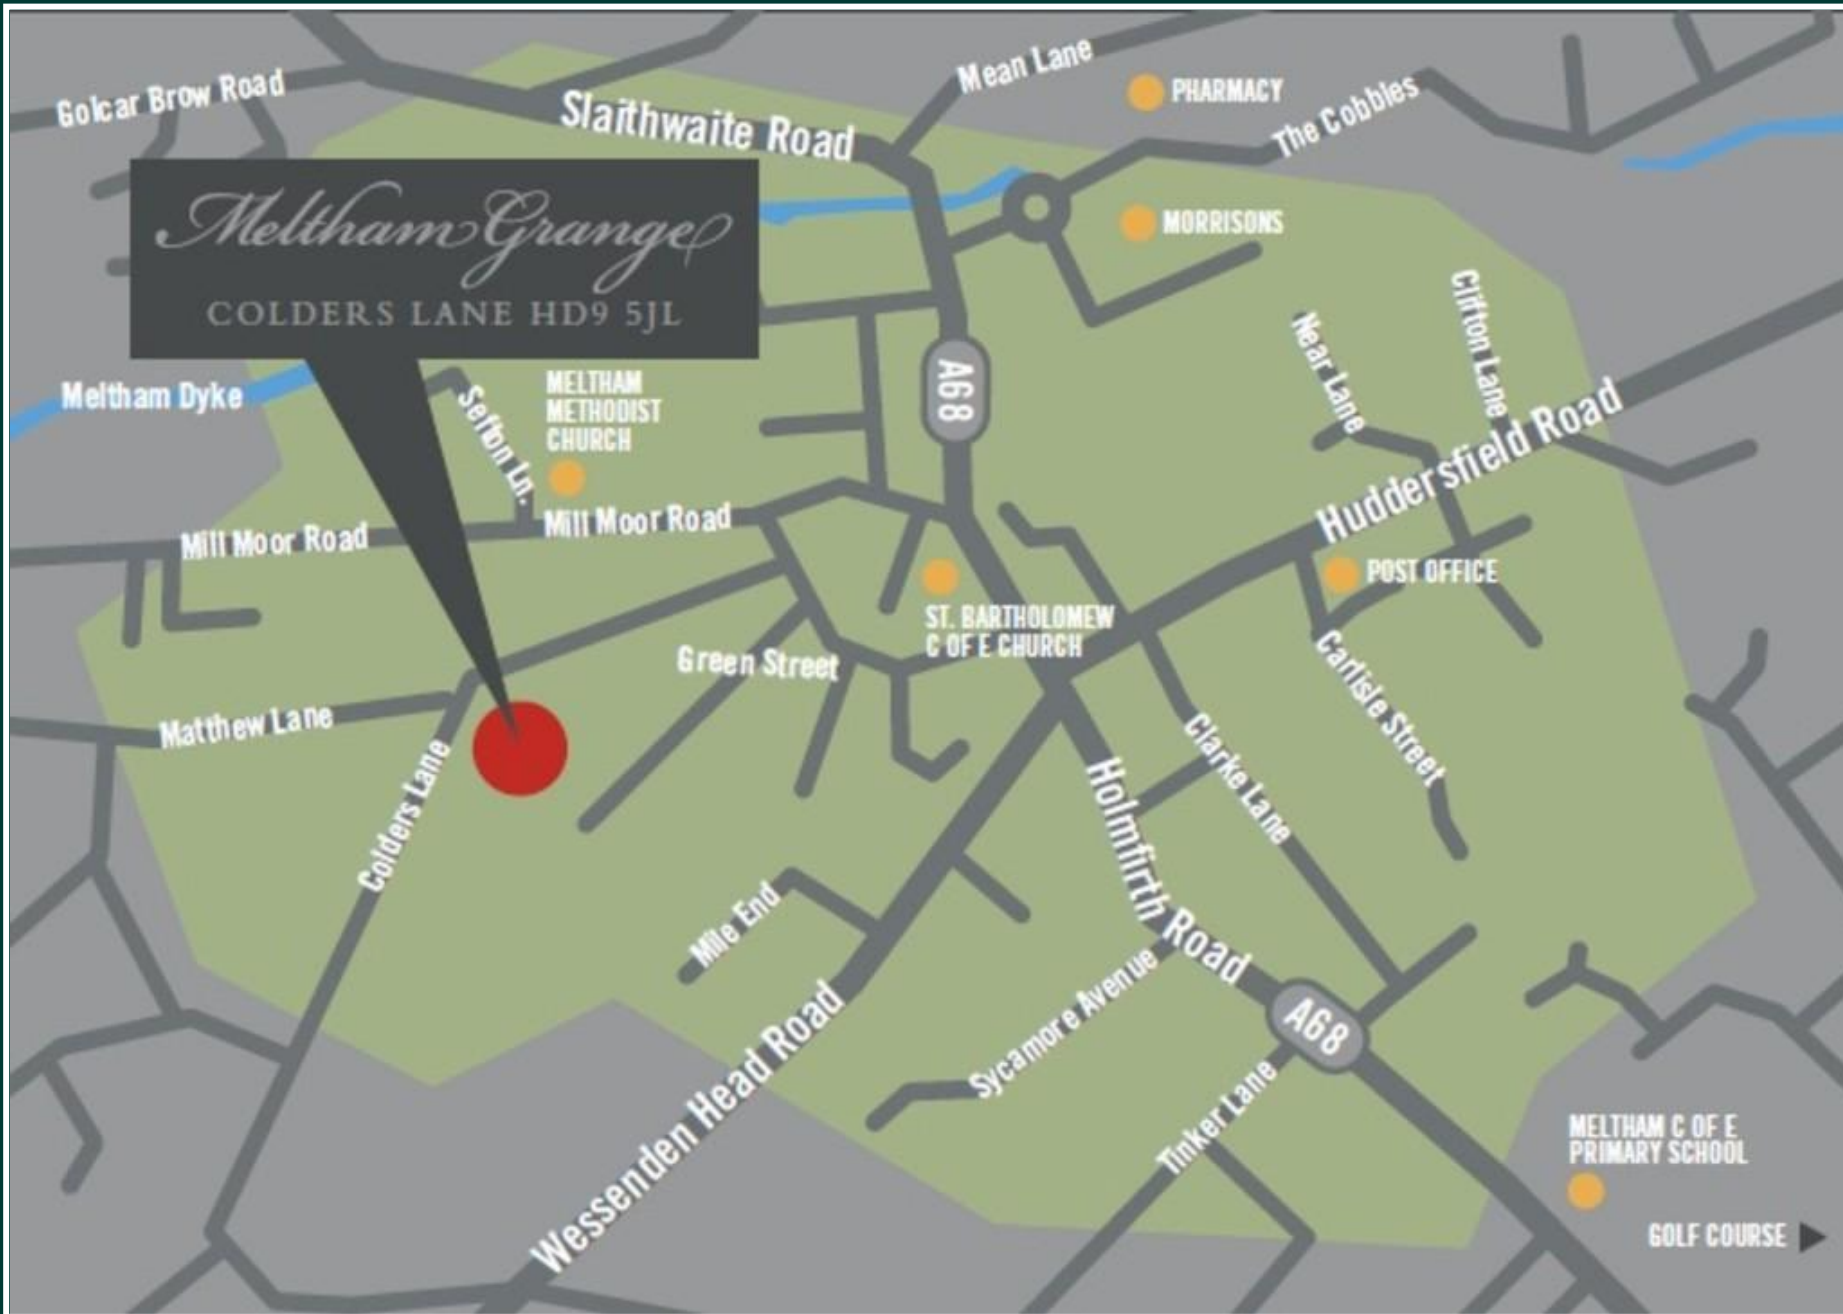 Golcar Brow Road
Slaithwaite Road
Mean Lane
PHARMACY
The Cobbles
MORRISONS
Meltham Grange
COLDERS LANE HD9 5JL
Meltham Dyke
Sefton Ln.
MELTHAM
METHODIST
CHURCH
A68
Near Lane
Clifton Lane
Huddersfield Road
Mill Moor Road
Mill Moor Road
POST OFFICE
ST. BARTHOLOMEW
C OF E CHURCH
Green Street
Carlisle Street
Matthew Lane
Colders Lane
Clarke Lane
Holmfirth Road
Mile End
Sycamore Avenue
A68
Wessenden Head Road
Tinker Lane
MELTHAM C OF E
PRIMARY SCHOOL
GOLF COURSE